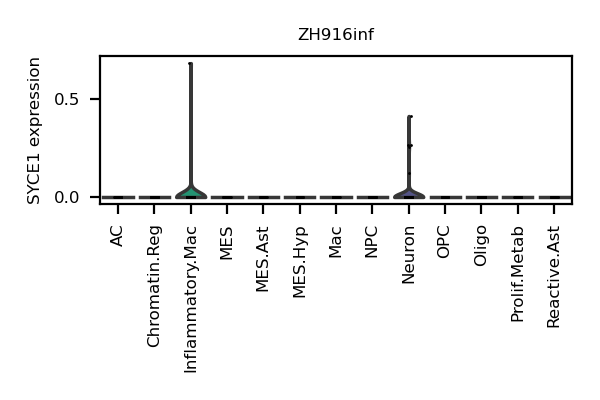 ZH916inf
SYCE1 expression
0.5
0.0
AC
Chromatin.Reg
Inflammatory.Mac
MES
MES.Ast
MES.Hyp
Mac
NPC
Neuron
OPC
Oligo
Prolif.Metab
Reactive.Ast